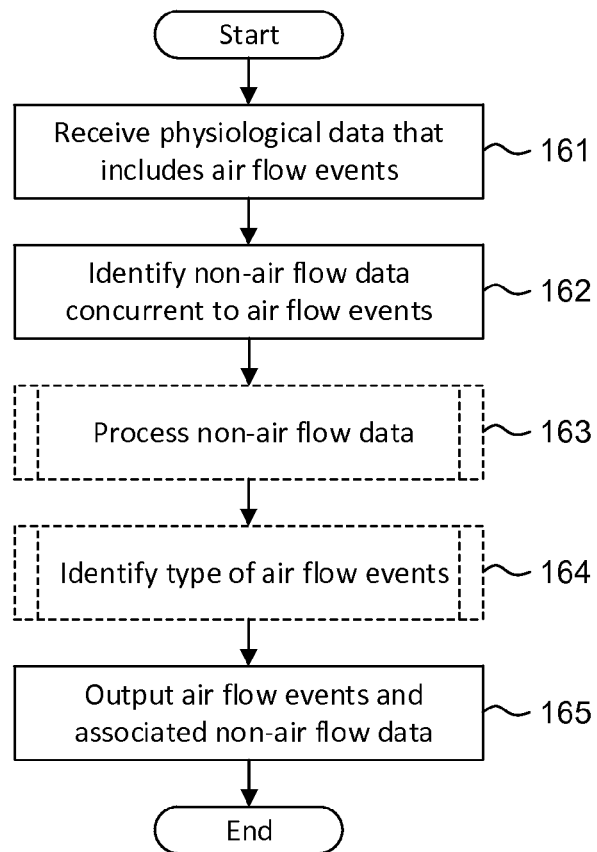 Start
Receive physiological data that
includes air flow events
161
Identify non-air flow data
concurrent to air flow events
162
Process non-air flow data
163
Identify type of air flow events
164
Output air flow events and
associated non-air flow data
165
End